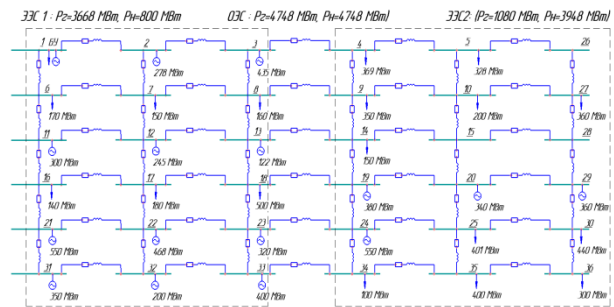 ЭЭС 1 : Рг=3668 МВт, Рн=800 МВт ОЭС : Рг=4748 МВт, Рн=4748 МВт) ЭЭС2: (Рг=1080 МВт, Рн=3948 МВт)
1 2 3 4 5 26
278 МВт 435 МВт 369 МВт 328 МВт
6 7 8 9 10 27
170 МВт 150 МВт 160 МВт 350 МВт 200 МВт 360 МВт
11 12 13 14 15 28
300 МВт 245 МВт 122 МВт 150 МВт
16 17 18 19 20 29
140 МВт 180 МВт 500 МВт 380 МВт 340 МВт 360 МВт
21 22 23 24 25 30
550 МВт 468 МВт 320 МВт 550 МВт 401 МВт 440 МВт
31 32 33 34 35 36
350 МВт 200 МВт 400 МВт 100 МВт 400 МВт 300 МВт